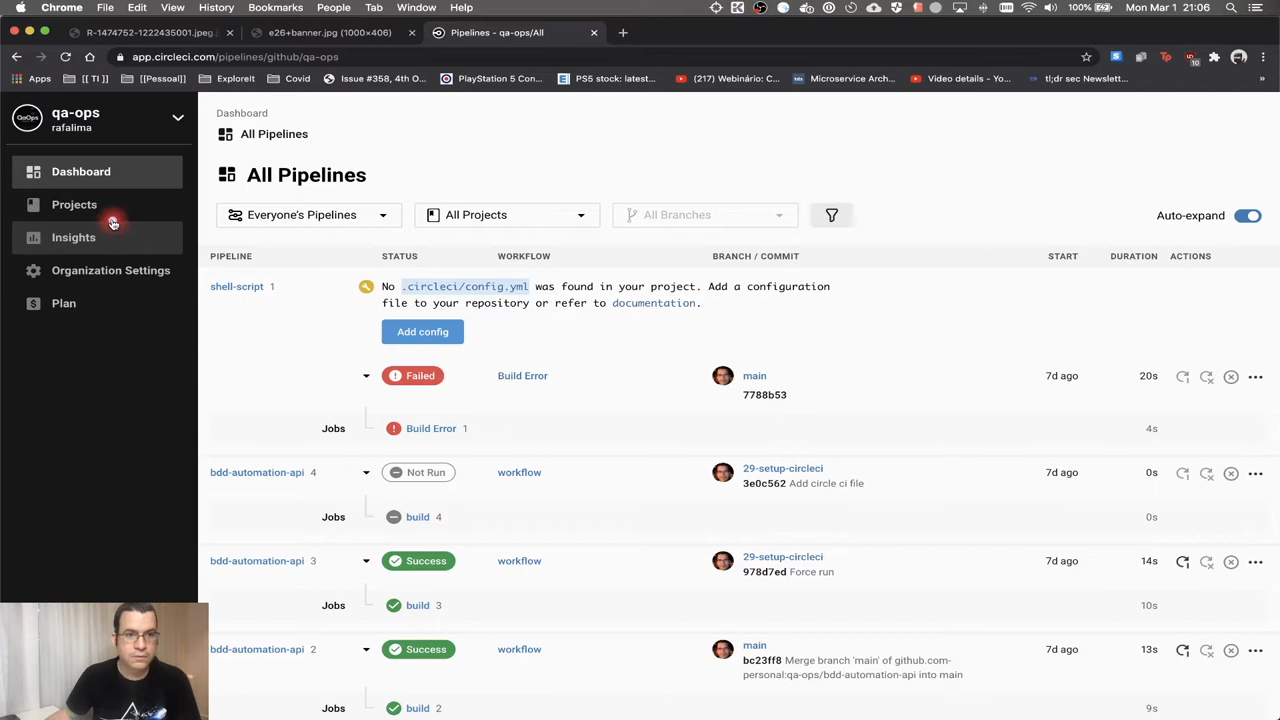 Chrome File Edit View History Bookmarks People Tab Window Help 100% Mon Mar 1 21:06
R-1474752-1222435001.jpeg. e26+banner.jpg (1000×406) Pipelines - qa-ops/All
app.circleci.com/pipelines/github/qa-ops
Apps [[ TI ]] [[Pessoal]] ExploreIt Covid Issue #358, 4th O... PlayStation 5 Con... PS5 stock: latest... (217) Webinário: C... Microservice Arch... Video details - Yo... tl;dr sec Newslett... »
QaOps
qa-ops
rafalima
Dashboard
Projects
Insights
Organization Settings
Plan
Dashboard
All Pipelines
All Pipelines
Everyone's Pipelines All Projects All Branches Auto-expand
PIPELINE STATUS WORKFLOW BRANCH / COMMIT START DURATION ACTIONS
shell-script 1 No .circleci/config.yml was found in your project. Add a configuration
file to your repository or refer to documentation.
Add config
Failed Build Error main 7d ago 20s
7788b53
Jobs Build Error 1 4s
bdd-automation-api 4 Not Run workflow 29-setup-circleci 7d ago 0s
3e0c562 Add circle ci file
Jobs build 4 0s
bdd-automation-api 3 Success workflow 29-setup-circleci 7d ago 14s
978d7ed Force run
Jobs build 3 10s
bdd-automation-api 2 Success workflow main 7d ago 13s
bc23ff8 Merge branch 'main' of github.com-
personal:qa-ops/bdd-automation-api into main
Jobs build 2 9s